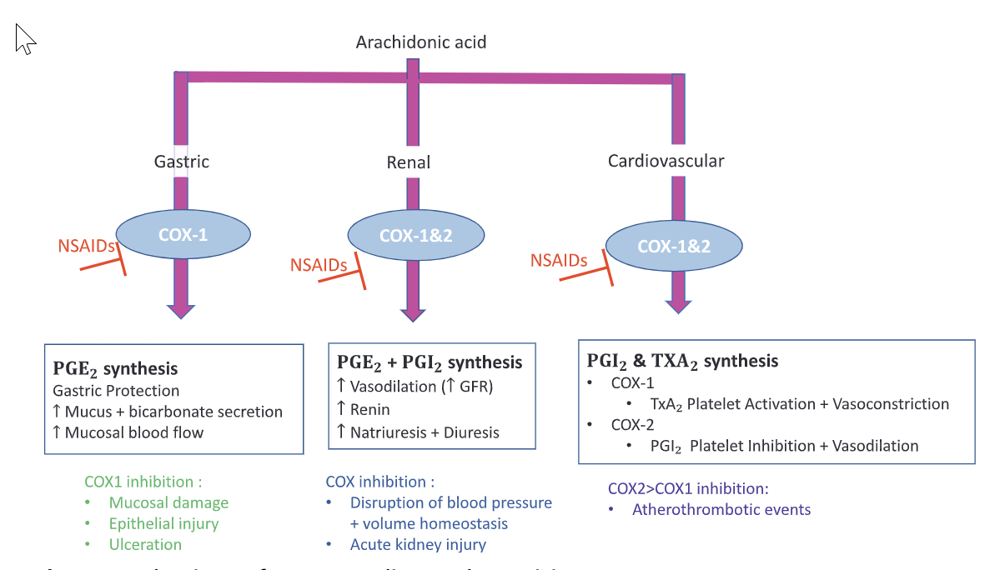 Arachidonic acid
Gastric
Renal
Cardiovascular
COX-1
COX-1&2
COX-1&2
NSAIDs
NSAIDs
NSAIDs
PGE₂ synthesis
Gastric Protection
↑ Mucus + bicarbonate secretion
↑ Mucosal blood flow
PGE₂ + PGI₂ synthesis
↑ Vasodilation (↑ GFR)
↑ Renin
↑ Natriuresis + Diuresis
PGI₂ & TXA₂ synthesis
• COX-1
• TxA₂ Platelet Activation + Vasoconstriction
• COX-2
• PGI₂ Platelet Inhibition + Vasodilation
COX1 inhibition :
• Mucosal damage
• Epithelial injury
• Ulceration
COX inhibition :
• Disruption of blood pressure
+ volume homeostasis
• Acute kidney injury
COX2>COX1 inhibition:
• Atherothrombotic events